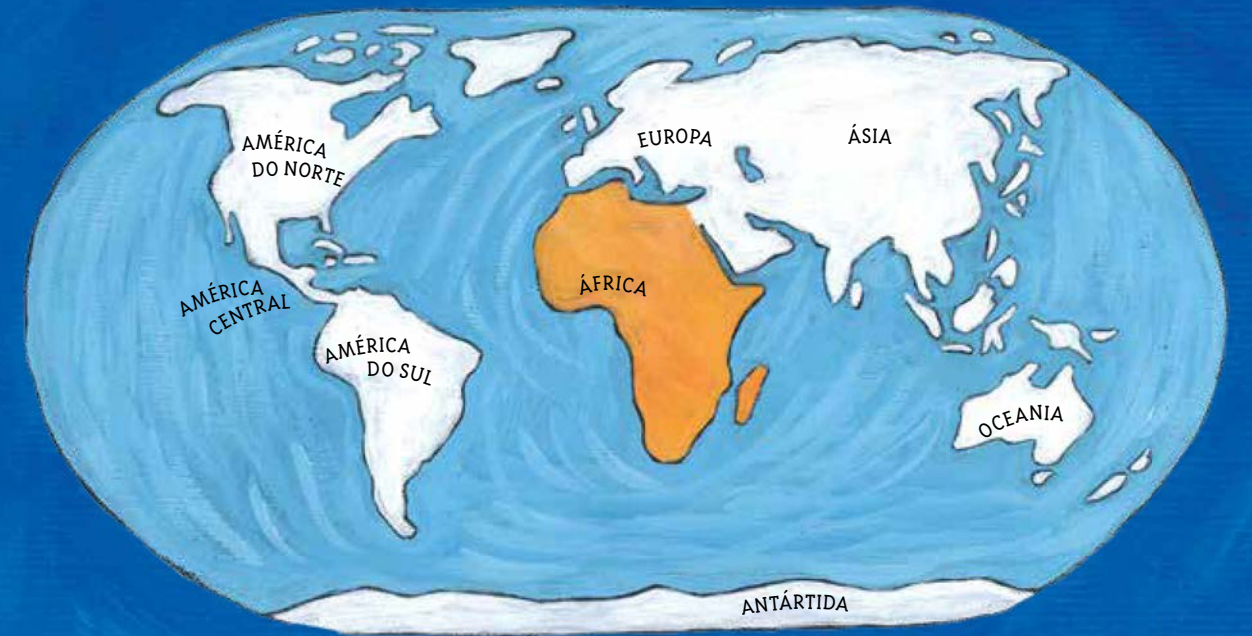 AMÉRICA
DO NORTE
EUROPA
ÁSIA
AMÉRICA
CENTRAL
ÁFRICA
AMÉRICA
DO SUL
OCEANIA
ANTÁRTIDA